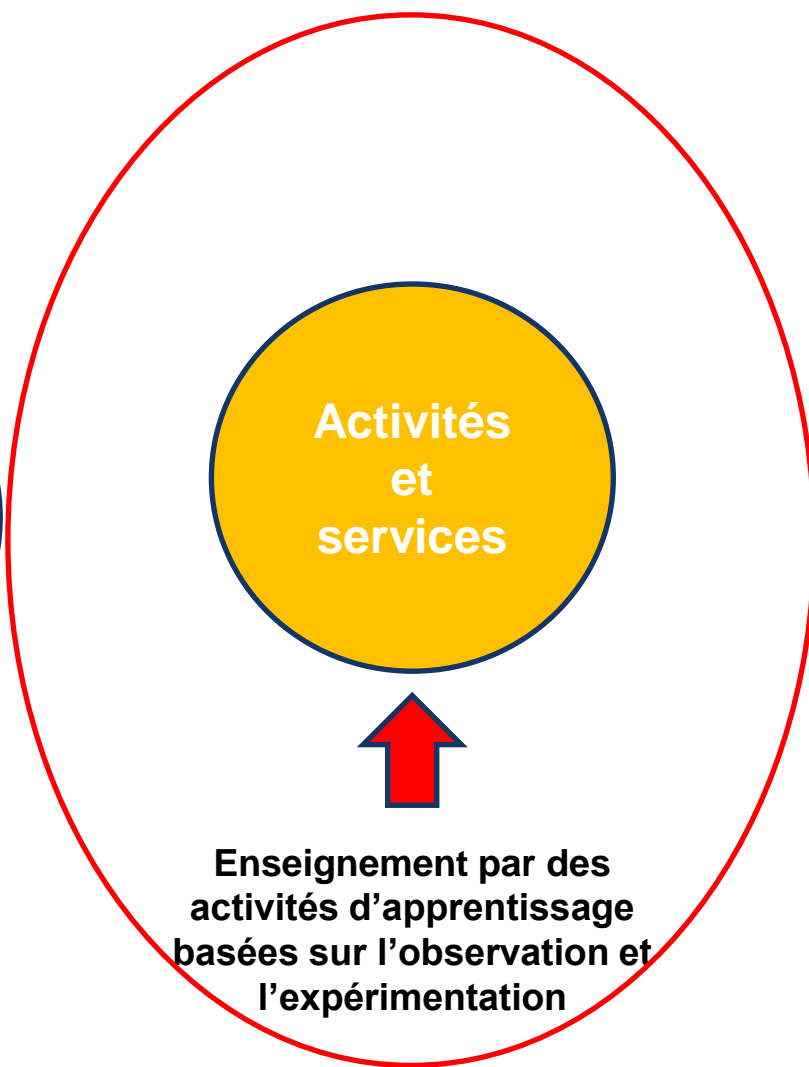 Activités
et
services
Enseignement par des
activités d’apprentissage
basées sur l’observation et
l’expérimentation